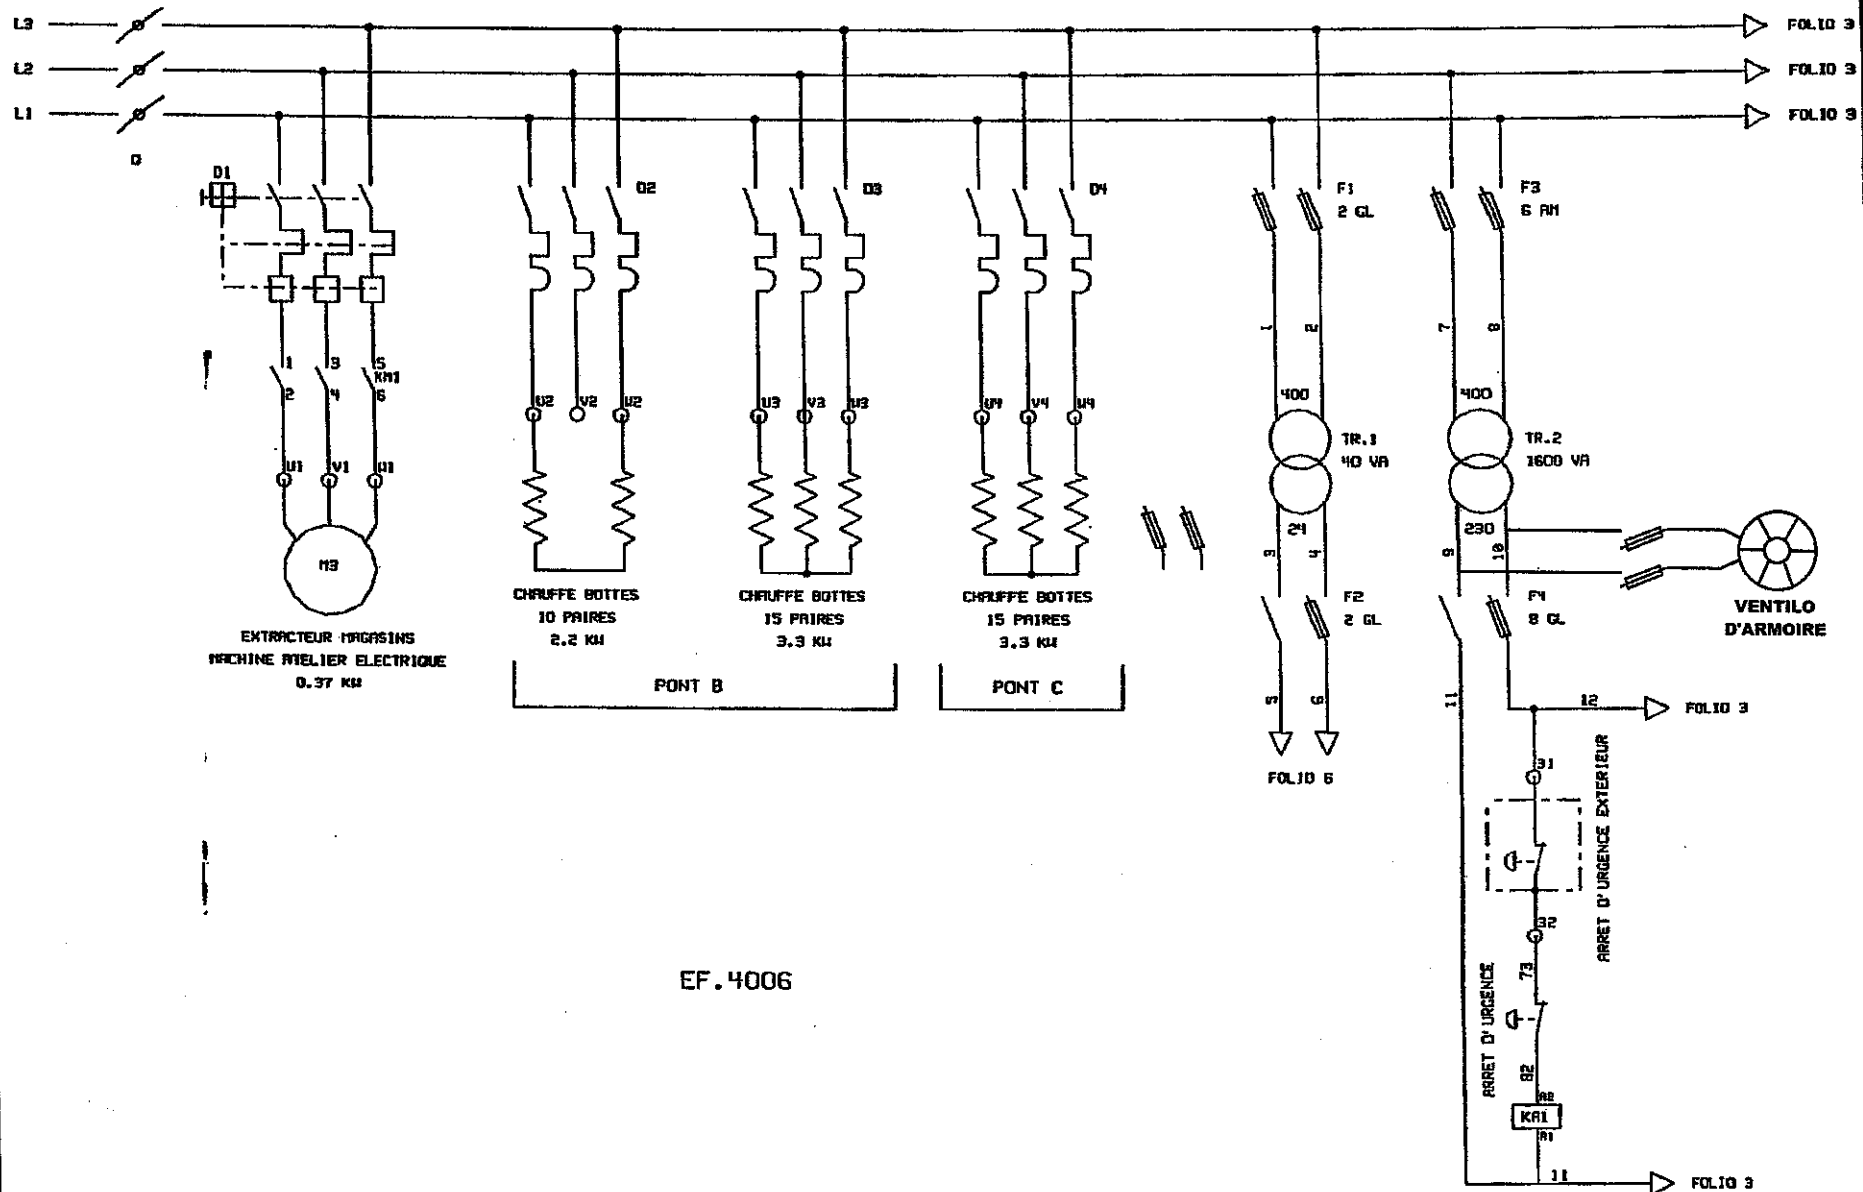 L3
FOLIO 3
L2
FOLIO 3
L1
FOLIO 3
Q
D1
D2
D3
D4
F1
2 GL
F3
6 AM
1
2
7
8
1
3
5
KM1
2
4
6
400
400
U2
V2
W2
U3
V3
W3
U4
V4
W4
TR.1
40 VA
TR.2
1600 VA
U1
V1
W1
24
230
3
4
9
10
M3
CHAUFFE BOTTES
10 PAIRES
2.2 KW
CHAUFFE BOTTES
15 PAIRES
3.3 KW
CHAUFFE BOTTES
15 PAIRES
3.3 KW
F2
2 GL
F4
8 GL
VENTILO
D'ARMOIRE
EXTRACTEUR MAGASINS
MACHINE ATELIER ELECTRIQUE
0.37 KW
PONT B
PONT C
5
6
11
12
FOLIO 3
FOLIO 6
31
ARRET D'URGENCE EXTERIEUR
32
73
EF.4006
ARRET D'URGENCE
82
A2
KA1
A1
11
FOLIO 3